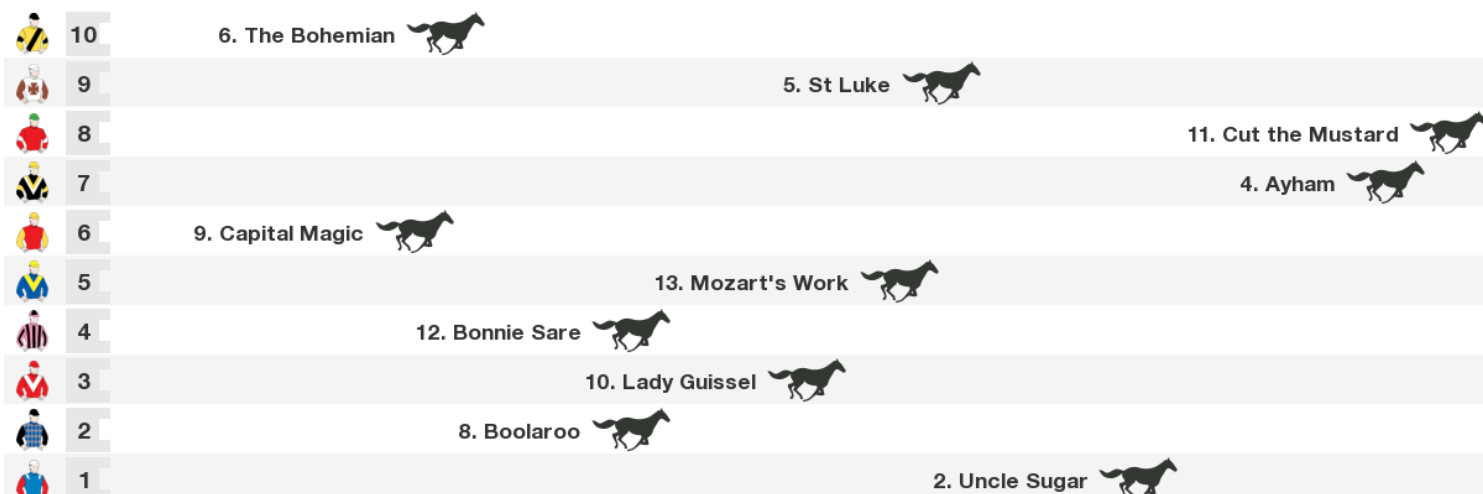 10 6. The Bohemian
9 5. St Luke
8 11. Cut the Mustard
7 4. Ayham
6 9. Capital Magic
5 13. Mozart's Work
4 12. Bonnie Sare
3 10. Lady Guissel
2 8. Boolaroo
1 2. Uncle Sugar